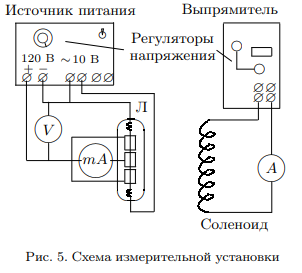 Источник питания
Выпрямитель
Регуляторы
напряжения
120 В ~10 В
+ −
Л
V
mA
A
Соленоид
Рис. 5. Схема измерительной установки